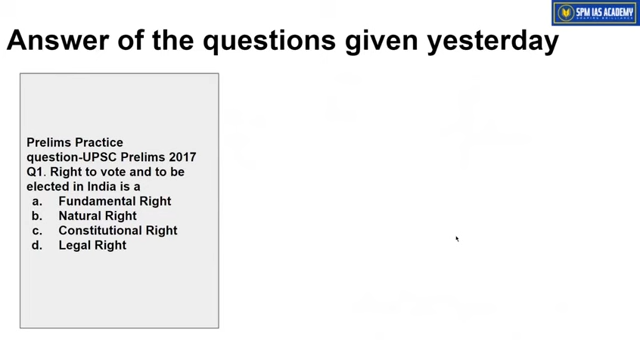 SPM IAS ACADEMY
Answer of the questions given yesterday
Prelims Practice
question-UPSC Prelims 2017
Q1. Right to vote and to be
elected in India is a
a. Fundamental Right
b. Natural Right
c. Constitutional Right
d. Legal Right